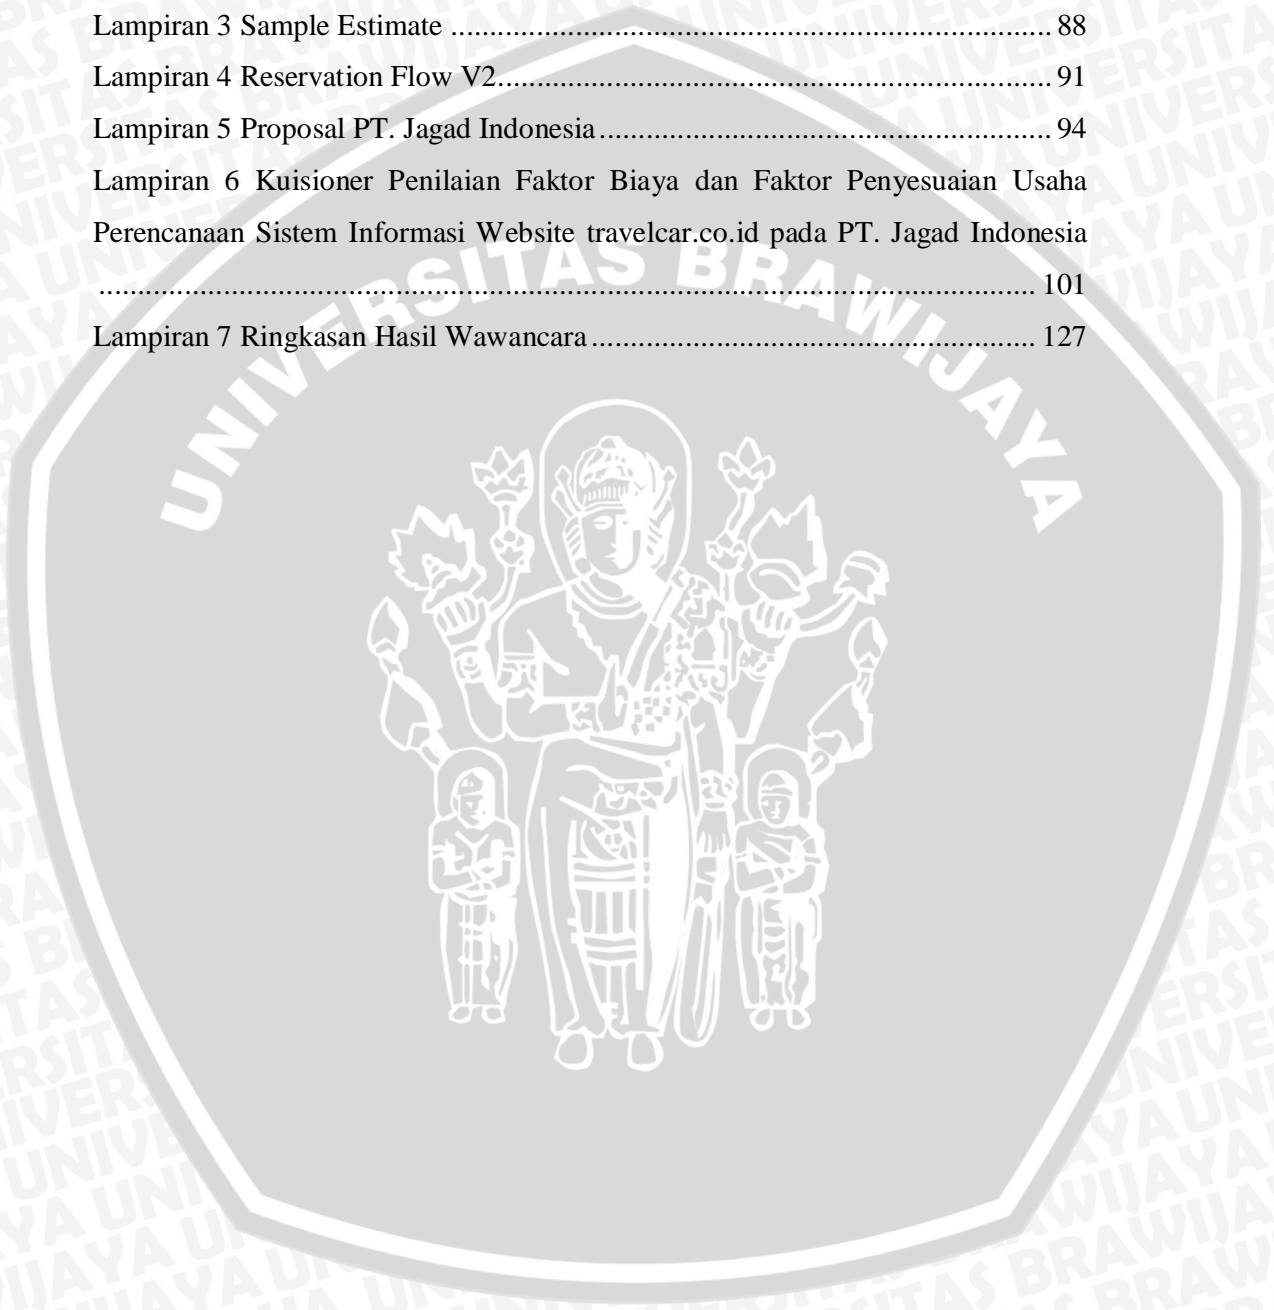 Lampiran 3 Sample Estimate ............................................................................ 88
Lampiran 4 Reservation Flow V2...................................................................... 91
Lampiran 5 Proposal PT. Jagad Indonesia......................................................... 94
Lampiran 6 Kuisioner Penilaian Faktor Biaya dan Faktor Penyesuaian Usaha
Perencanaan Sistem Informasi Website travelcar.co.id pada PT. Jagad Indonesia
...................................................................................................................... 101
Lampiran 7 Ringkasan Hasil Wawancara ........................................................ 127
UNIVERSITAS BRAWIJAYA